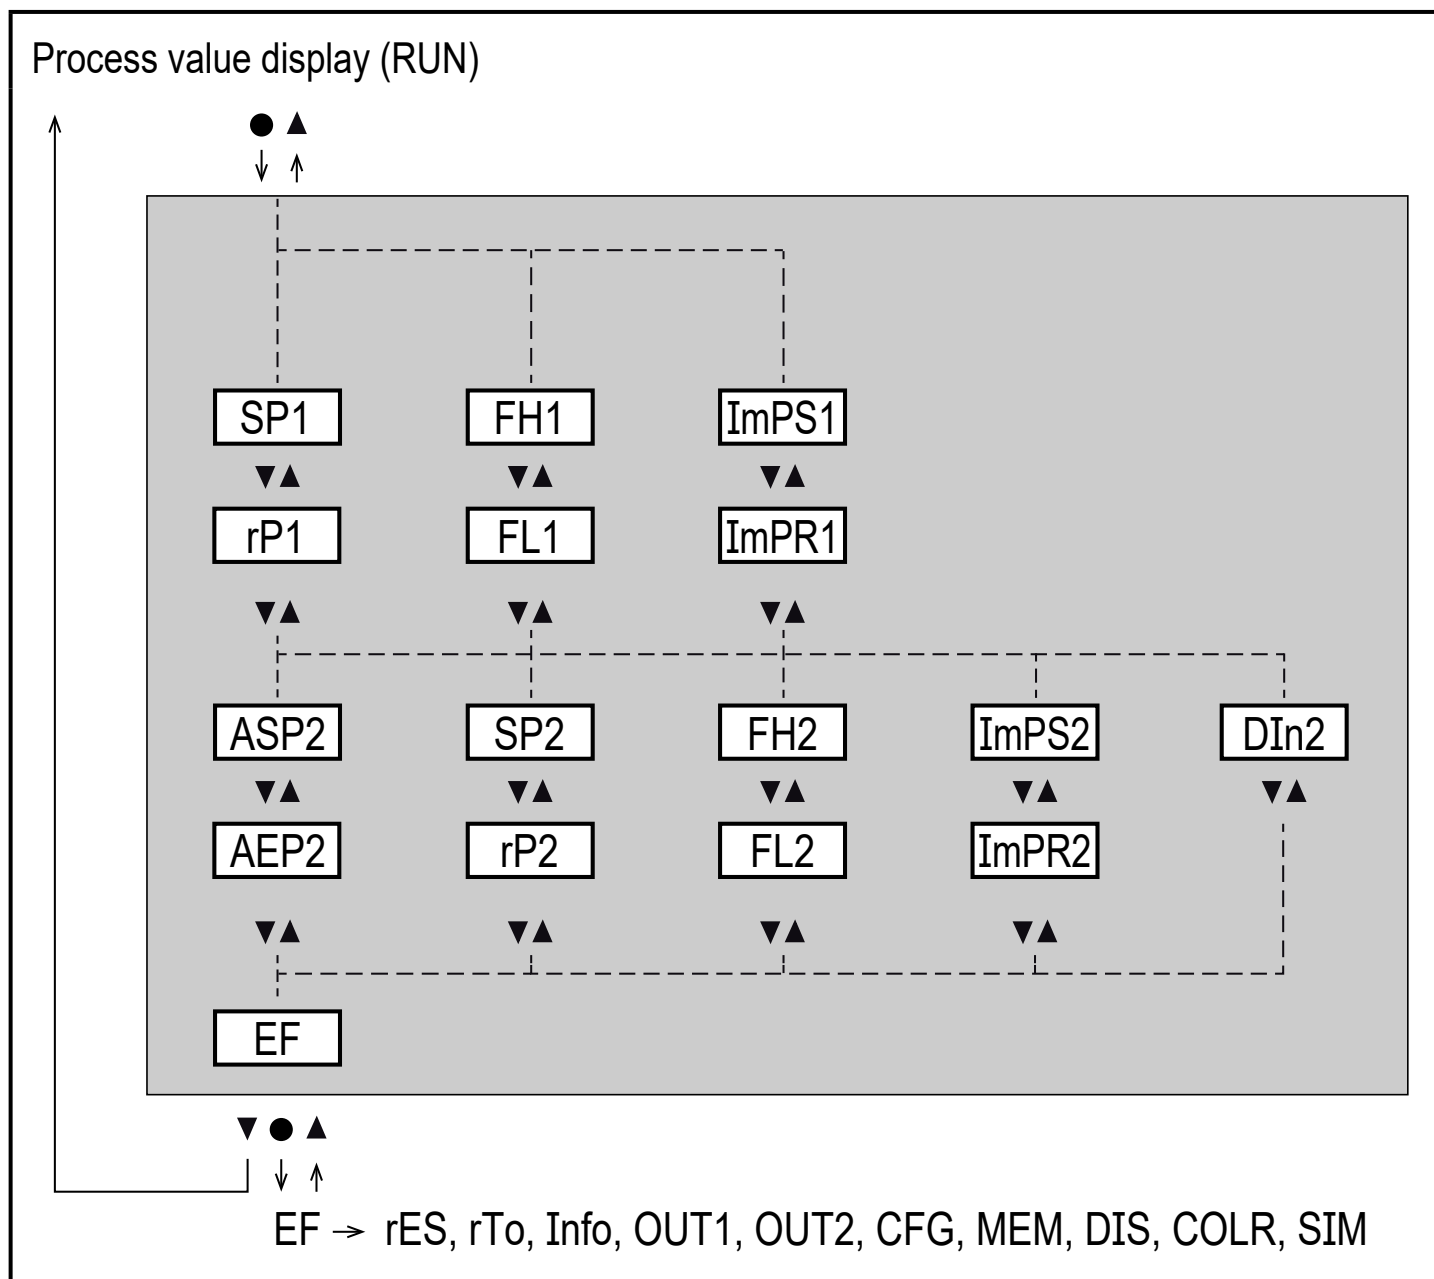 Process value display (RUN)
SP1 FH1 ImPS1
rP1 FL1 ImPR1
ASP2 SP2 FH2 ImPS2 DIn2
AEP2 rP2 FL2 ImPR2
EF
EF → rES, rTo, Info, OUT1, OUT2, CFG, MEM, DIS, COLR, SIM